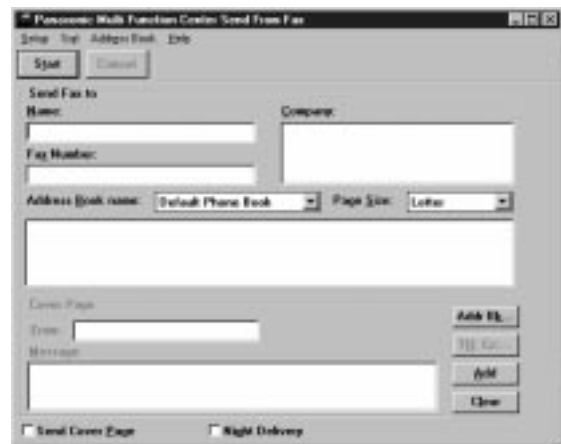 Panasonic Multi Function Center Send From Fax
Setup Address Book Help
Start Cancel
Send Fax to
Name: Company:
Fax Number:
Address Book name: Default Phone Book Page Size: Letter
Cover Page
From:
Message
Add
Clear
Send Cover Page Night Delivery